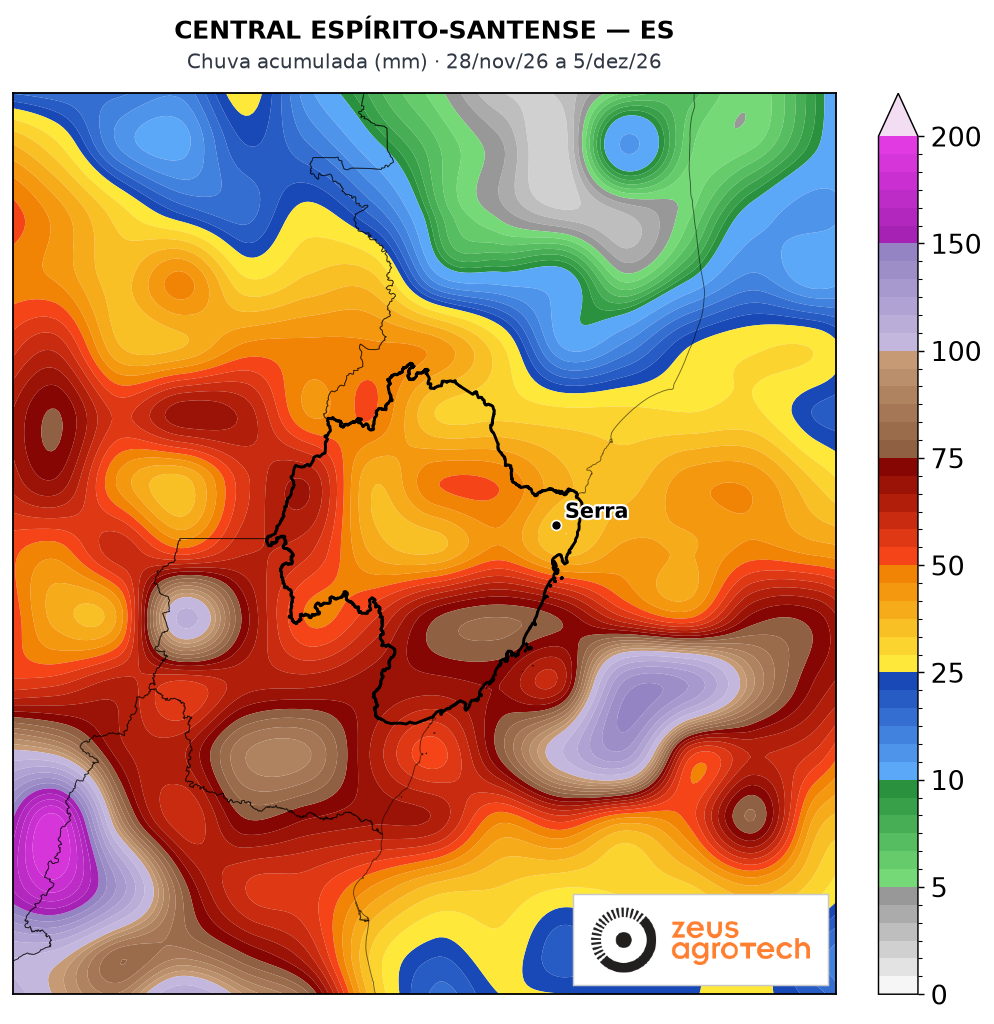 CENTRAL ESPÍRITO-SANTENSE — ES
Chuva acumulada (mm) · 28/nov/26 a 5/dez/26
200
150
100
75
50
25
10
5
0
Serra
zeus
agrotech